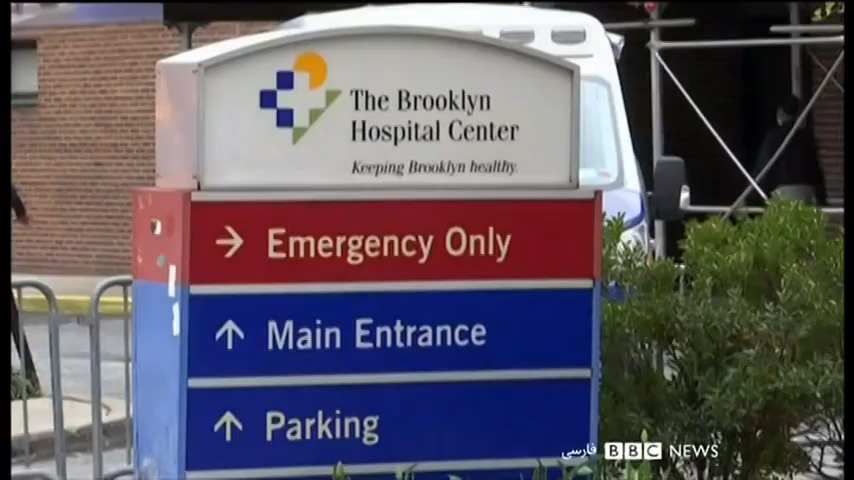 The Brooklyn
Hospital Center
Keeping Brooklyn healthy.
→ Emergency Only
↑ Main Entrance
↑ Parking
فارسی BBC NEWS